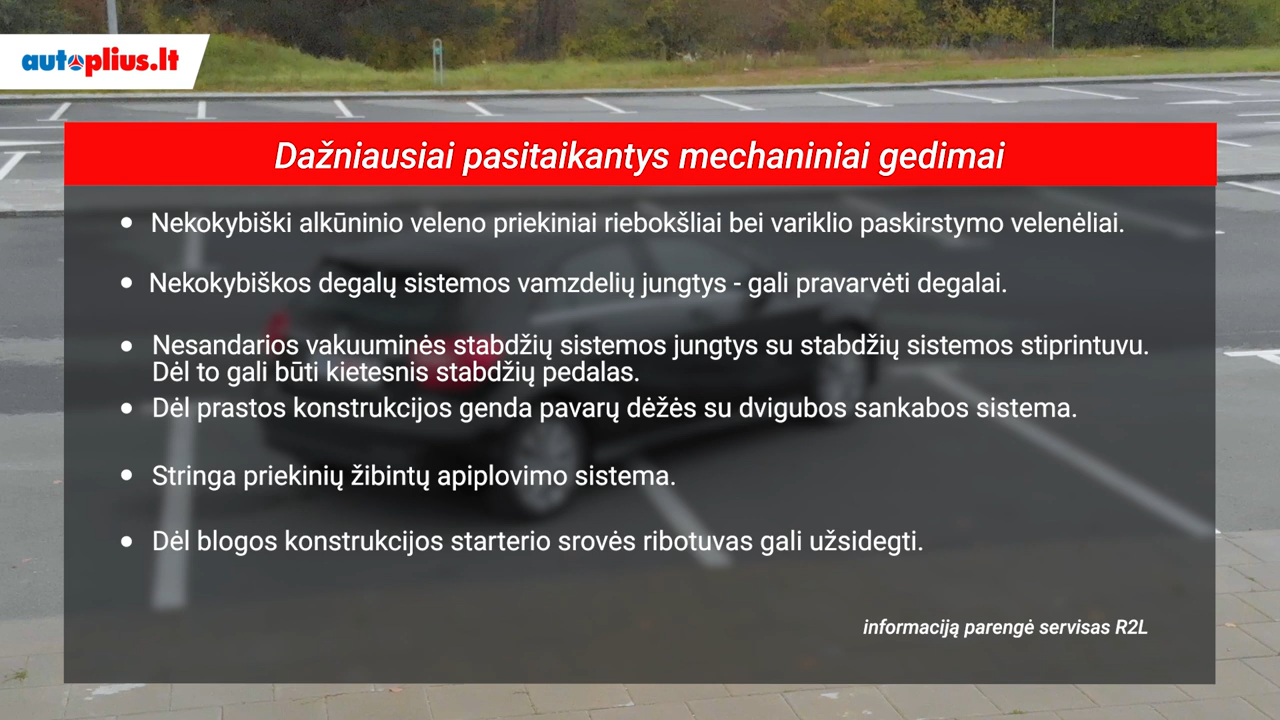 autoplius.lt
Dažniausiai pasitaikantys mechaniniai gedimai
Nekokybiški alkūninio veleno priekiniai riebokšliai bei variklio paskirstymo velenėliai.
Nekokybiškos degalų sistemos vamzdelių jungtys - gali pravarvėti degalai.
Nesandarios vakuuminės stabdžių sistemos jungtys su stabdžių sistemos stiprintuvu.
Dėl to gali būti kietesnis stabdžių pedalas.
Dėl prastos konstrukcijos genda pavarų dėžės su dvigubos sankabos sistema.
Stringa priekinių žibintų apiplovimo sistema.
Dėl blogos konstrukcijos starterio srovės ribotuvas gali užsidegti.
informaciją parengė servisas R2L